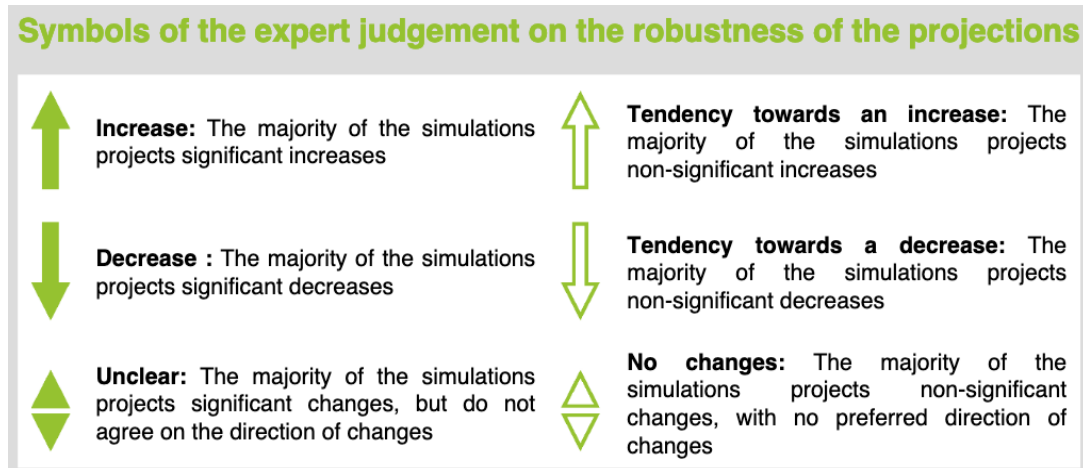 Symbols of the expert judgement on the robustness of the projections
Increase: The majority of the simulations
projects significant increases
Tendency towards an increase: The
majority of the simulations projects
non-significant increases
Decrease : The majority of the simulations
projects significant decreases
Tendency towards a decrease: The
majority of the simulations projects
non-significant decreases
Unclear: The majority of the simulations
projects significant changes, but do not
agree on the direction of changes
No changes: The majority of the
simulations projects non-significant
changes, with no preferred direction of
changes